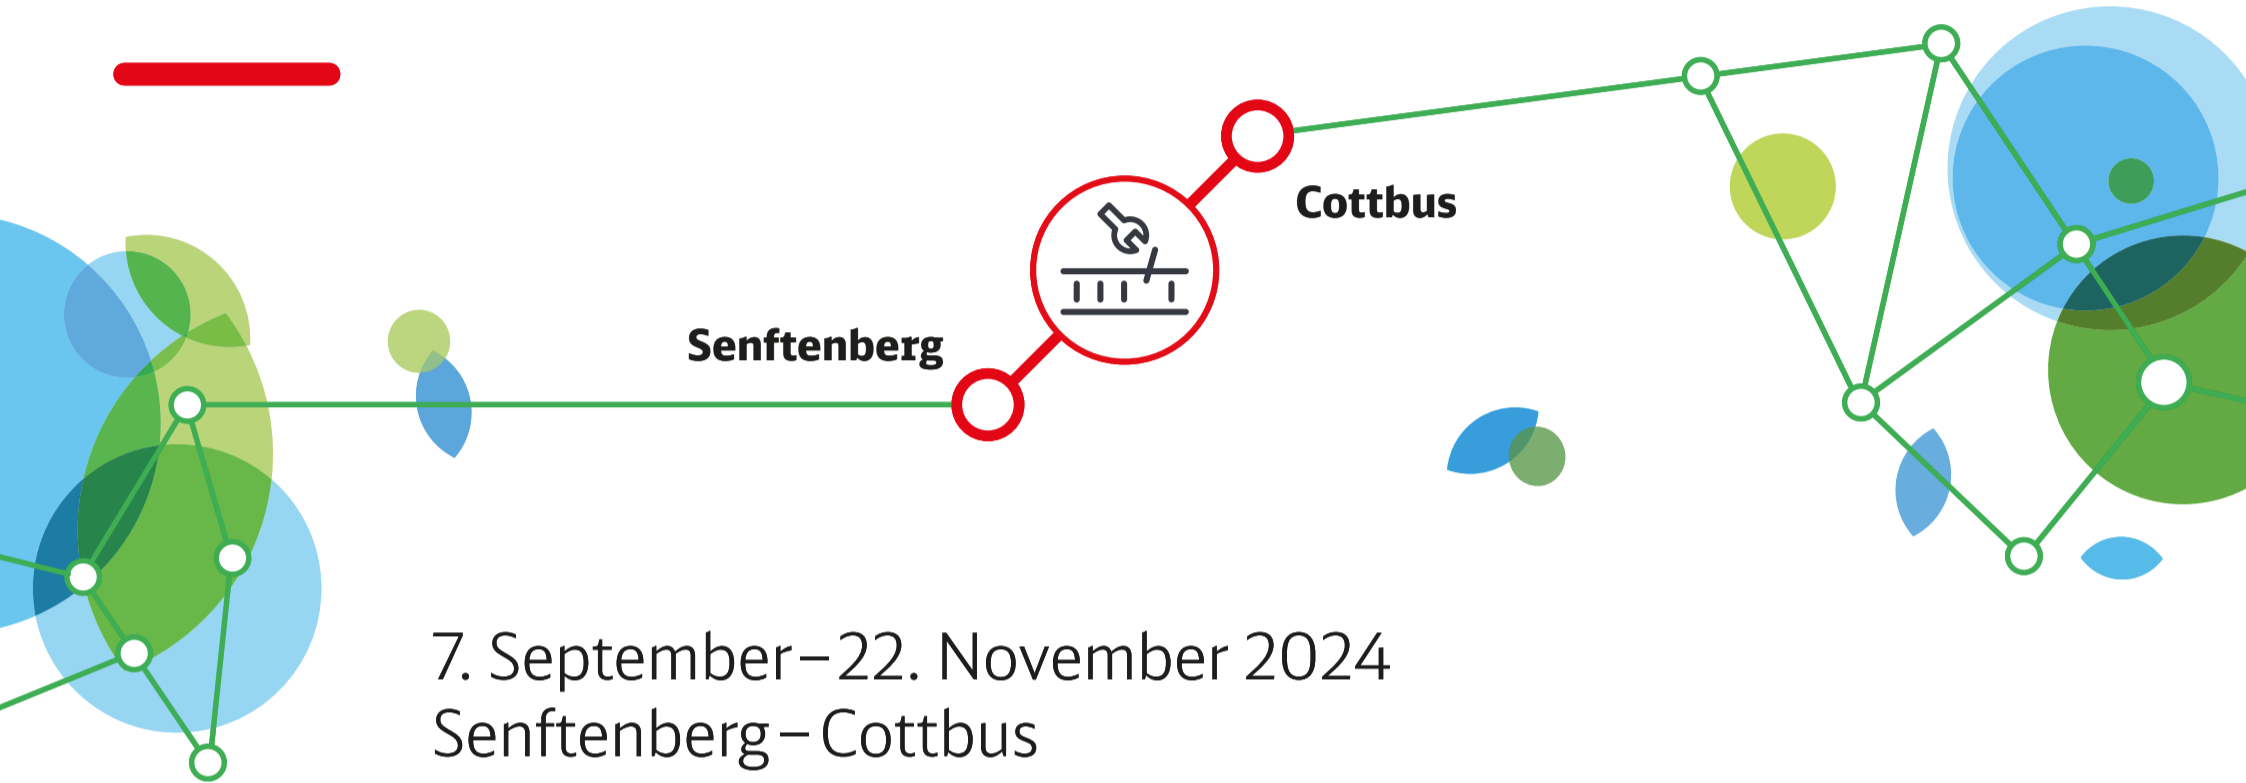 Cottbus
Senftenberg
7. September – 22. November 2024
Senftenberg – Cottbus